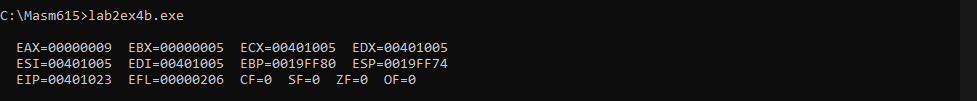 C:\Masm615>lab2ex4b.exe
EAX=00000009  EBX=00000005  ECX=00401005  EDX=00401005
ESI=00401005  EDI=00401005  EBP=0019FF80  ESP=0019FF74
EIP=00401023  EFL=00000206  CF=0  SF=0  ZF=0  OF=0